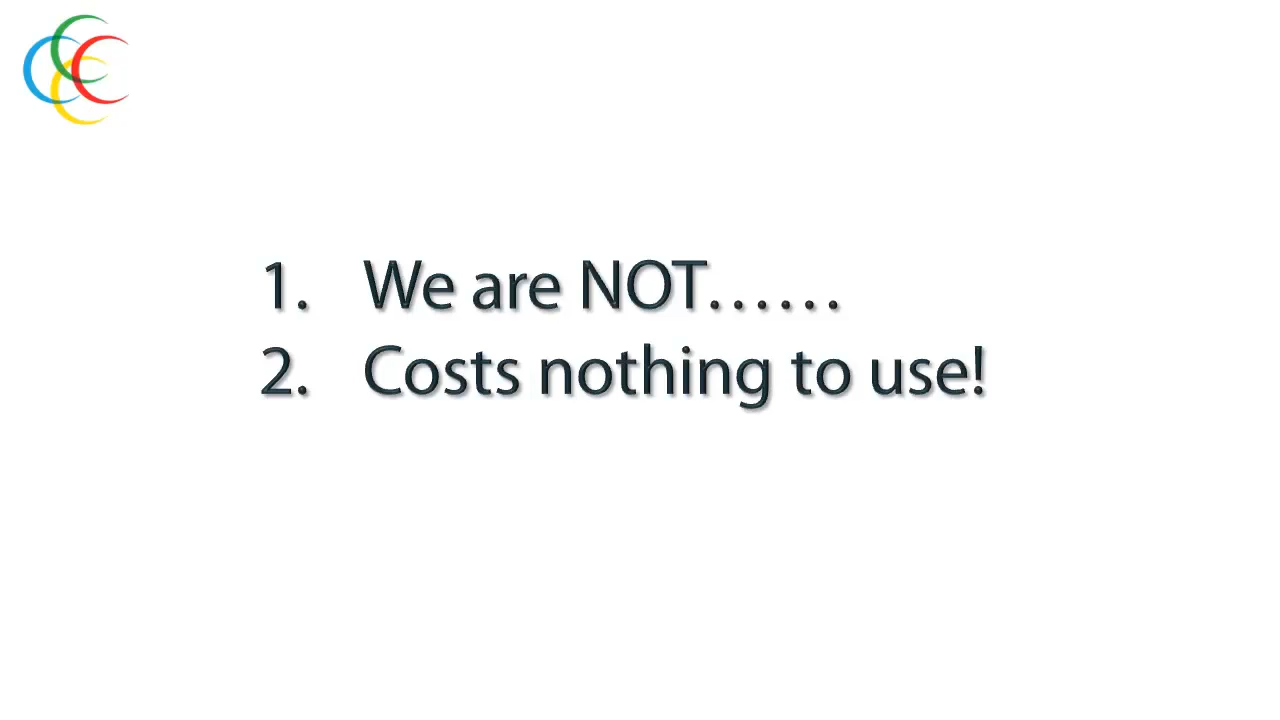 1. We are NOT......
2. Costs nothing to use!